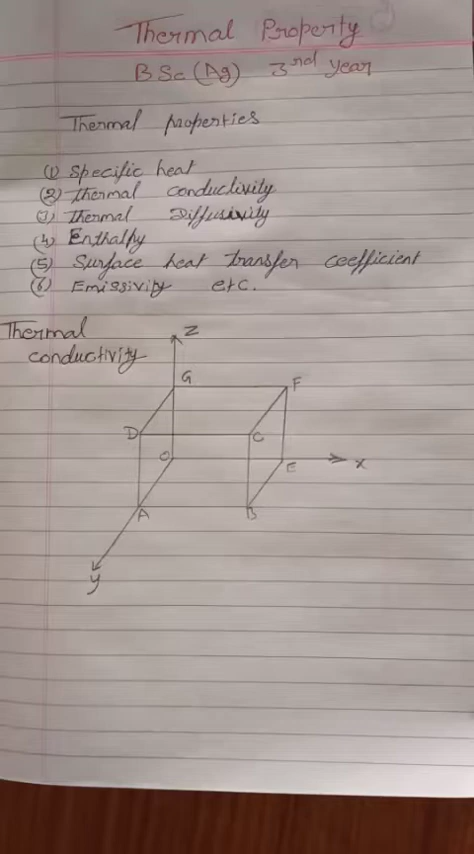 Thermal Property
B Sc (Ag) 3rd year
Thermal properties
(1) Specific heat
(2) thermal conductivity
(3) Thermal Diffusivity
(4) Enthalpy
(5) Surface heat transfer coefficient
(6) Emissivity etc.
Thermal
conductivity
Z
G
F
D
C
O
E
x
A
B
y